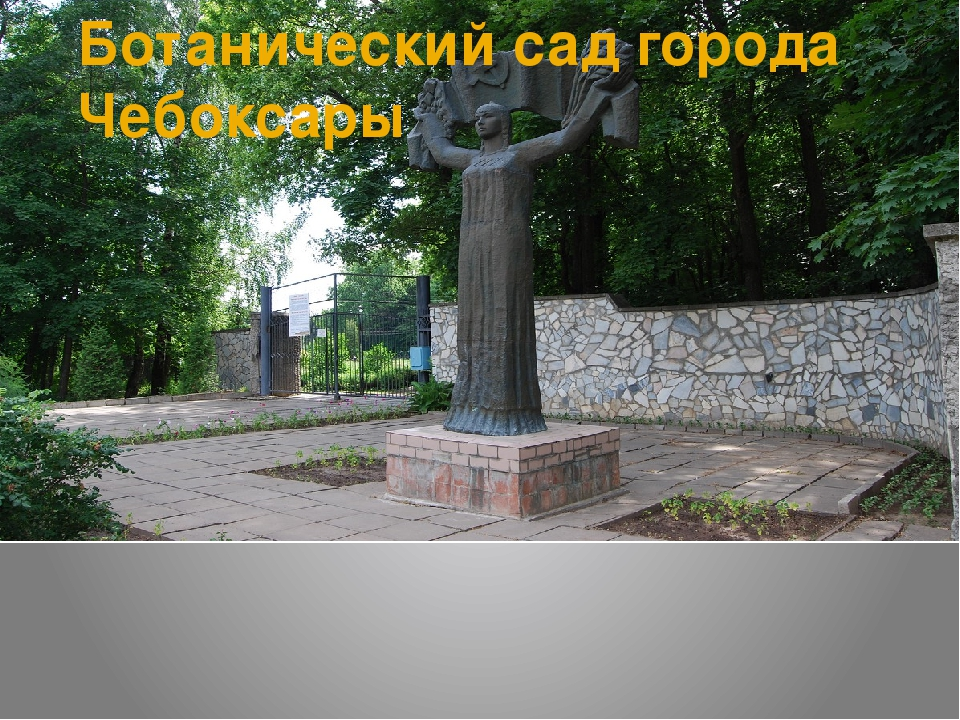 Ботанический сад города
Чебоксары